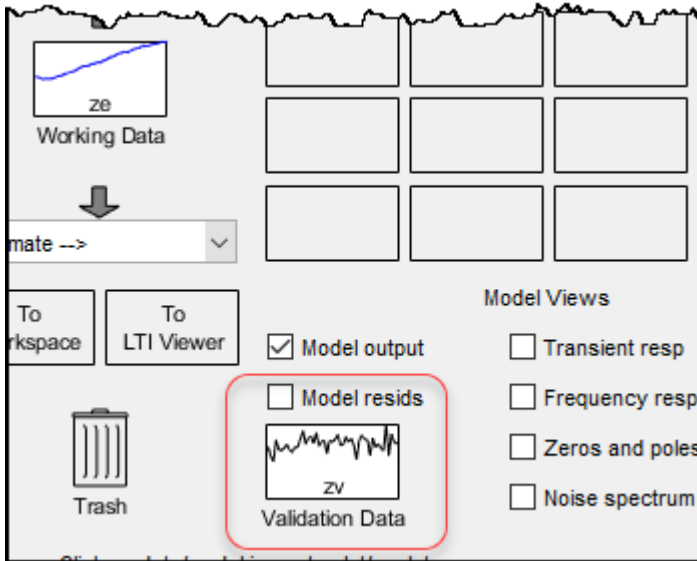 ze
Working Data
mate -->
To
rkspace
To
LTI Viewer
Model Views
Model output
Transient resp
Model resids
Frequency resp
zv
Zeros and poles
Trash
Validation Data
Noise spectrum